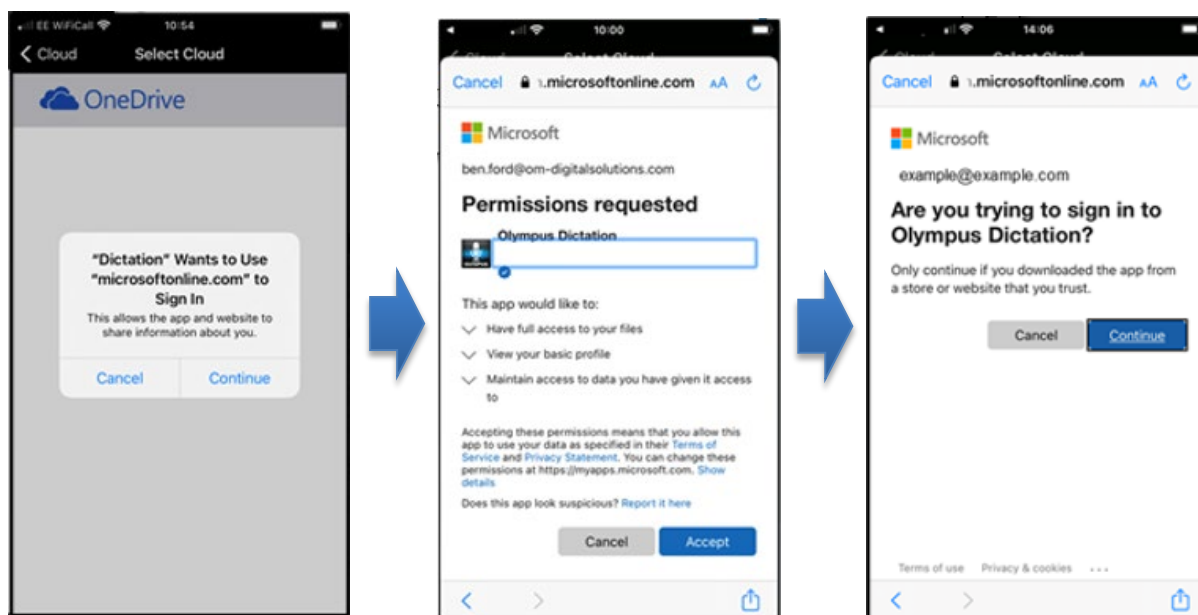 EE WiFiCall 10:54
Cloud Select Cloud
OneDrive
"Dictation" Wants to Use
"microsoftonline.com" to
Sign In
This allows the app and website to
share information about you.
Cancel Continue
10:00
Cloud Select Cloud
Cancel .microsoftonline.com AA
Microsoft
ben.ford@om-digitalsolutions.com
Permissions requested
Olympus Dictation
This app would like to:
Have full access to your files
View your basic profile
Maintain access to data you have given it access
to
Accepting these permissions means that you allow this
app to use your data as specified in their Terms of
Service and Privacy Statement. You can change these
permissions at https://myapps.microsoft.com. Show
details
Does this app look suspicious? Report it here
Cancel Accept
14:06
Cancel .microsoftonline.com AA
Microsoft
example@example.com
Are you trying to sign in to
Olympus Dictation?
Only continue if you downloaded the app from
a store or website that you trust.
Cancel Continue
Terms of use Privacy & cookies ...